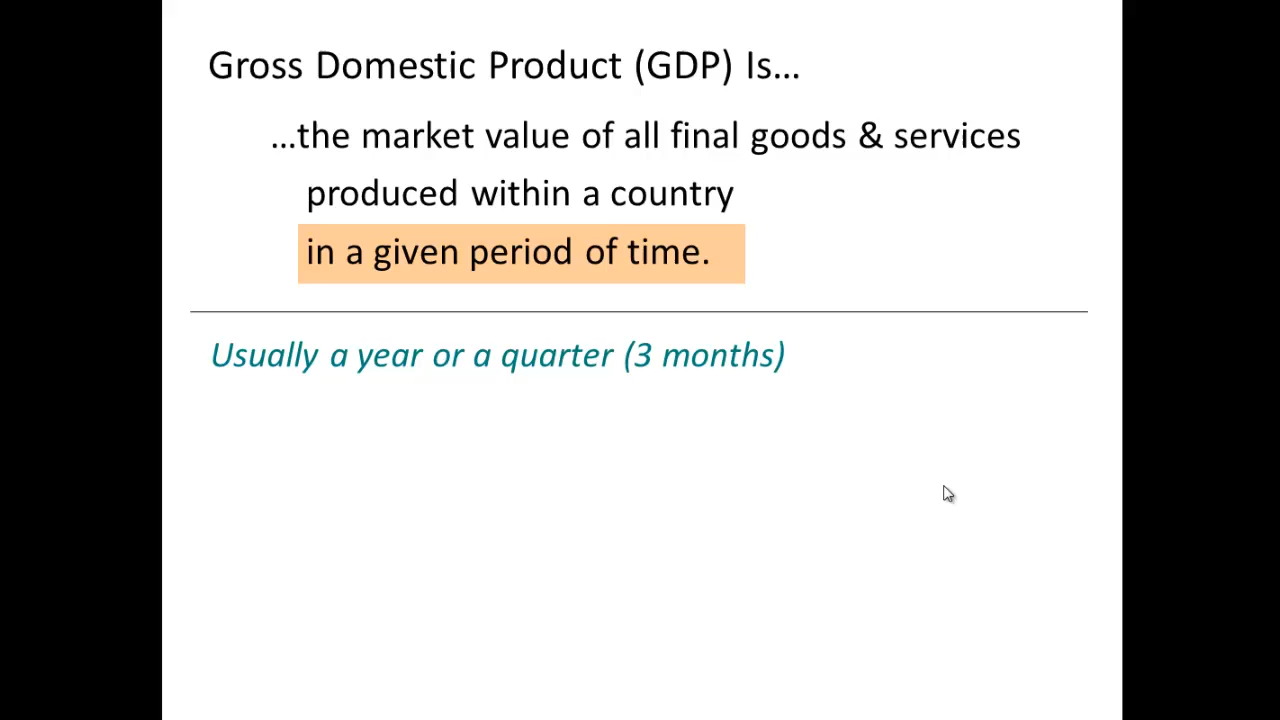 Gross Domestic Product (GDP) Is…
…the market value of all final goods & services
produced within a country
in a given period of time.
Usually a year or a quarter (3 months)